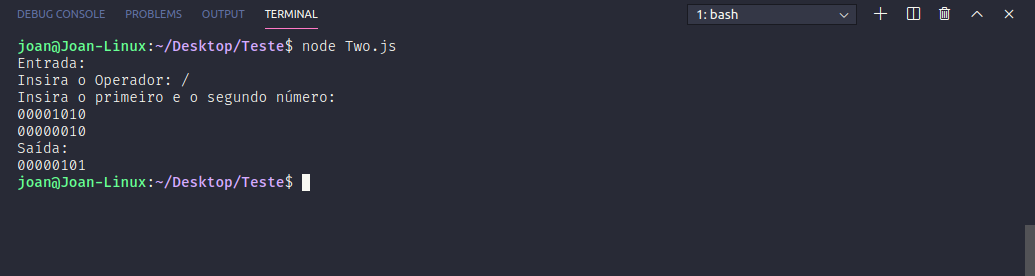 DEBUG CONSOLE PROBLEMS OUTPUT TERMINAL 1: bash
joan@Joan-Linux:~/Desktop/Teste$ node Two.js
Entrada:
Insira o Operador: /
Insira o primeiro e o segundo número:
00001010
00000010
Saída:
00000101
joan@Joan-Linux:~/Desktop/Teste$